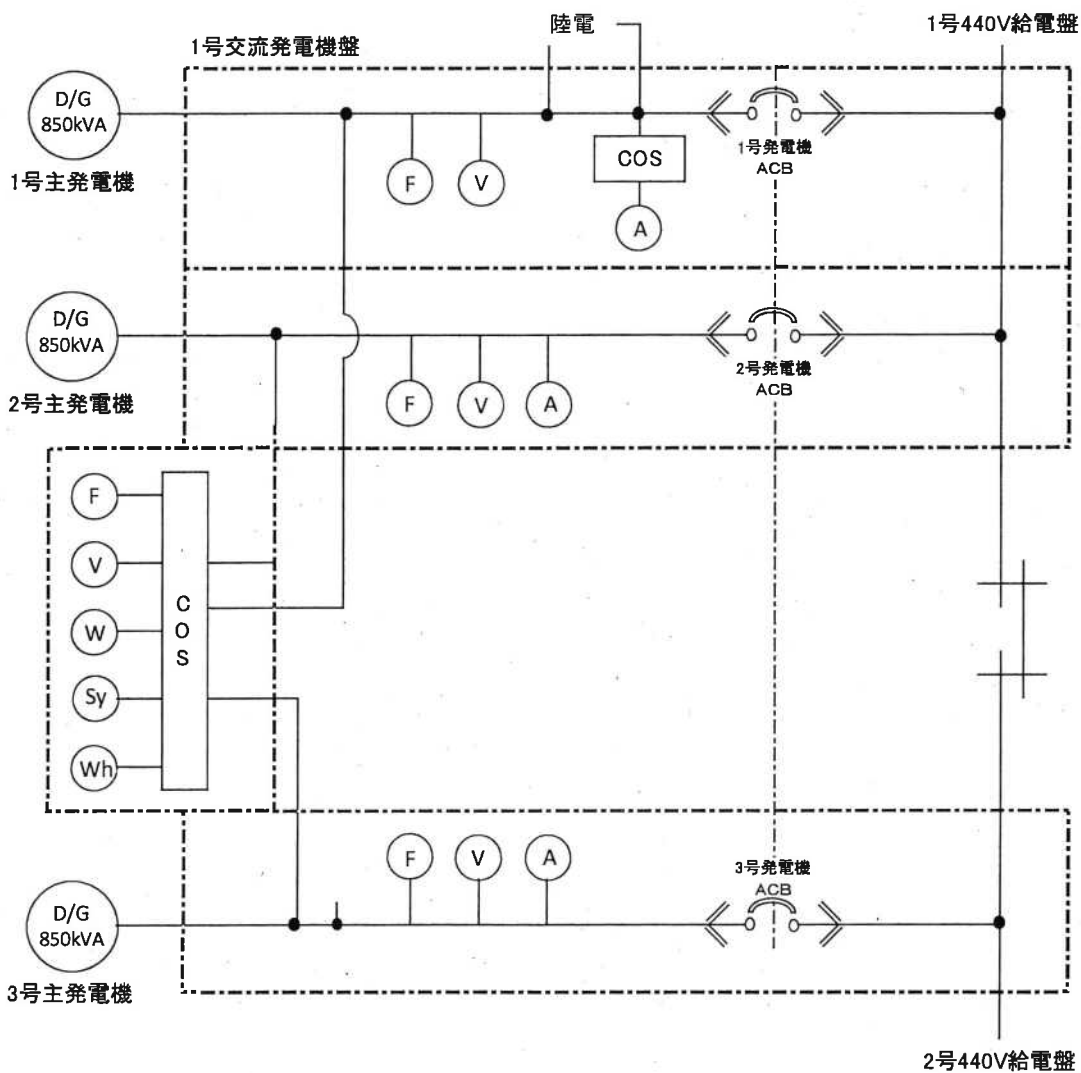 陸電
1号440V給電盤
1号交流発電機盤
D/G
850kVA
1号主発電機
F
V
COS
A
1号発電機
ACB
D/G
850kVA
2号主発電機
F
V
A
2号発電機
ACB
F
V
W
Sy
Wh
C
O
S
F
V
A
3号発電機
ACB
D/G
850kVA
3号主発電機
2号440V給電盤